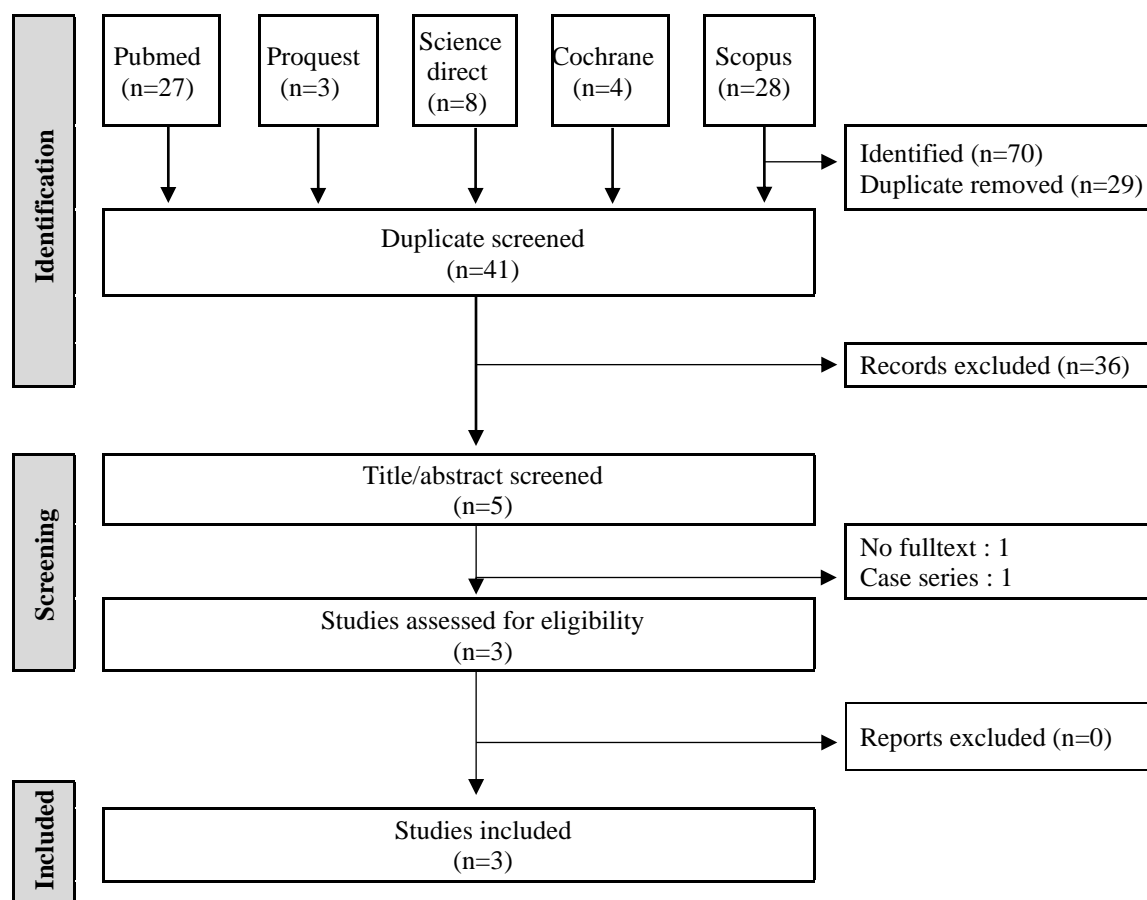 Identification
Pubmed
(n=27)
Proquest
(n=3)
Science
direct
(n=8)
Cochrane
(n=4)
Scopus
(n=28)
Identified (n=70)
Duplicate removed (n=29)
Duplicate screened
(n=41)
Records excluded (n=36)
Screening
Title/abstract screened
(n=5)
No fulltext : 1
Case series : 1
Studies assessed for eligibility
(n=3)
Reports excluded (n=0)
Included
Studies included
(n=3)